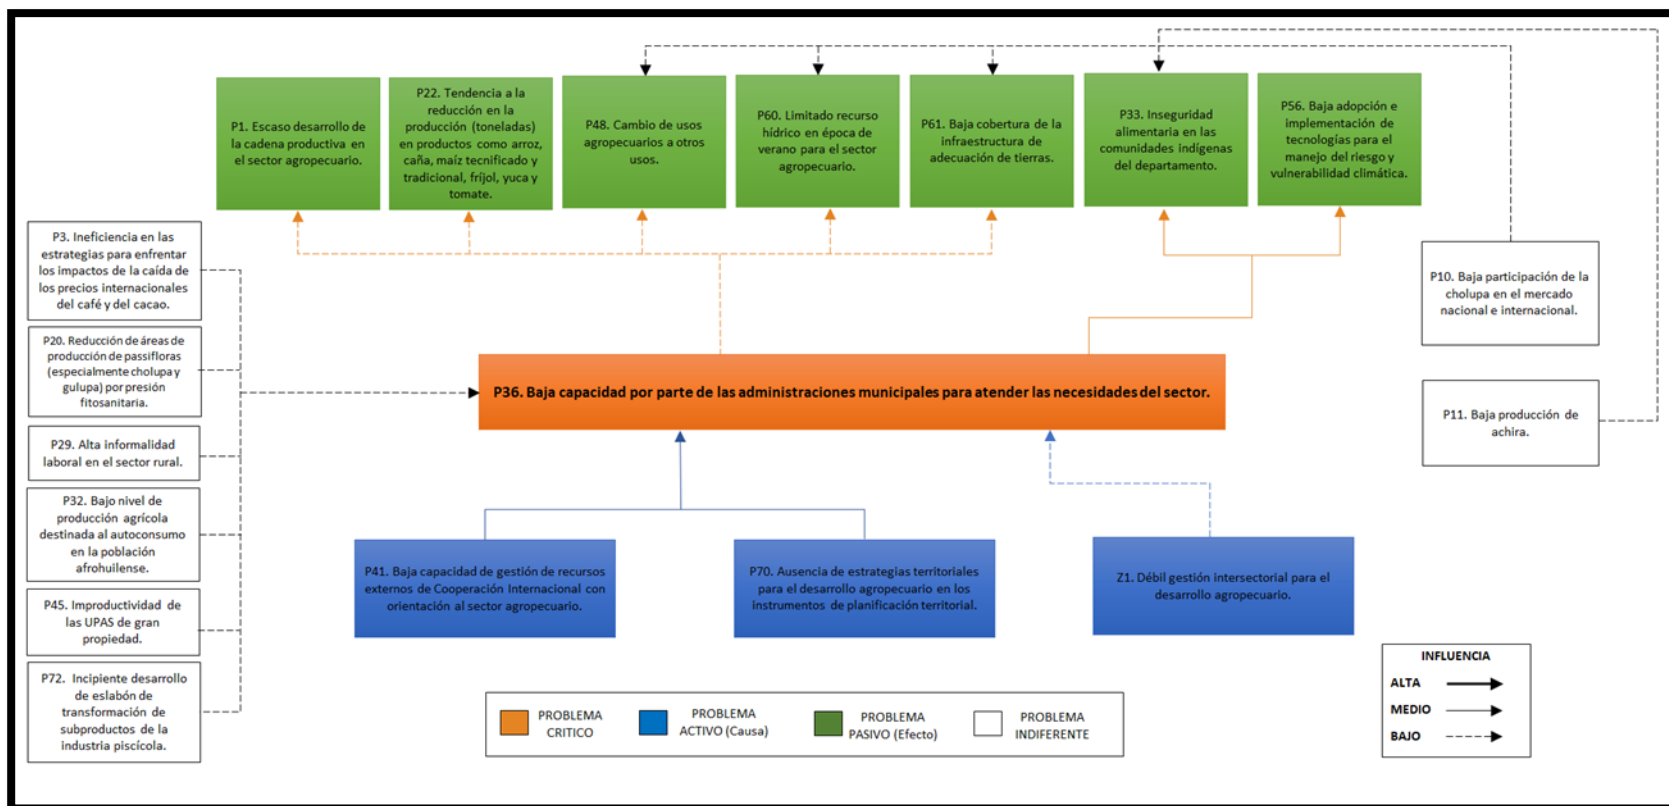 P1. Escaso desarrollo de
la cadena productiva en
el sector agropecuario.
P22. Tendencia a la
reducción en la
producción (toneladas)
en productos como arroz,
caña, maíz tecnificado y
tradicional, fríjol, yuca y
tomate.
P48. Cambio de usos
agropecuarios a otros
usos.
P60. Limitado recurso
hídrico en época de
verano para el sector
agropecuario.
P61. Baja cobertura de la
infraestructura de
adecuación de tierras.
P33. Inseguridad
alimentaria en las
comunidades indígenas
del departamento.
P56. Baja adopción e
implementación de
tecnologías para el
manejo del riesgo y
vulnerabilidad climática.
P3. Ineficiencia en las
estrategias para enfrentar
los impactos de la caída de
los precios internacionales
del café y del cacao.
P20. Reducción de áreas de
producción de passifloras
(especialmente cholupa y
gulupa) por presión
fitosanitaria.
P29. Alta informalidad
laboral en el sector rural.
P32. Bajo nivel de
producción agrícola
destinada al autoconsumo
en la población
afrohuilense.
P45. Improductividad de
las UPAS de gran
propiedad.
P72. Incipiente desarrollo
de eslabón de
transformación de
subproductos de la
industria piscícola.
P10. Baja participación de la
cholupa en el mercado
nacional e internacional.
P11. Baja producción de
achira.
P36. Baja capacidad por parte de las administraciones municipales para atender las necesidades del sector.
P41. Baja capacidad de gestión de recursos
externos de Cooperación Internacional con
orientación al sector agropecuario.
P70. Ausencia de estrategias territoriales
para el desarrollo agropecuario en los
instrumentos de planificación territorial.
Z1. Débil gestión intersectorial para el
desarrollo agropecuario.
PROBLEMA
CRITICO
PROBLEMA
ACTIVO (Causa)
PROBLEMA
PASIVO (Efecto)
PROBLEMA
INDIFERENTE
INFLUENCIA
ALTA
MEDIO
BAJO